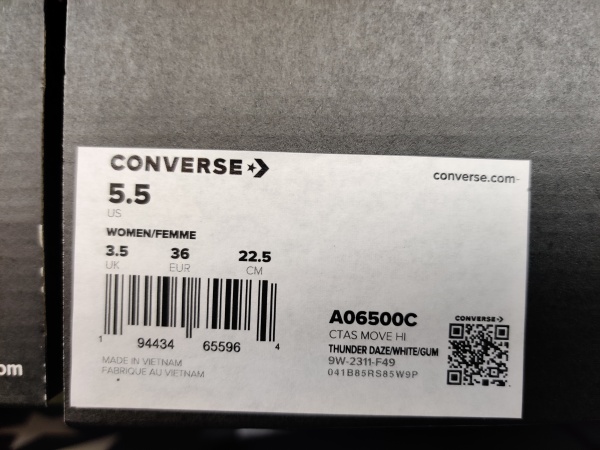 CONVERSE
converse.com
5.5
US
WOMEN/FEMME
3.5 36 22.5
UK EUR CM
1 94434 65596 4
MADE IN VIETNAM
FABRIQUE AU VIETNAM
A06500C
CTAS MOVE HI
THUNDER DAZE/WHITE/GUM
9W-2311-F49
041B85RS85W9P
CONVERSE
om